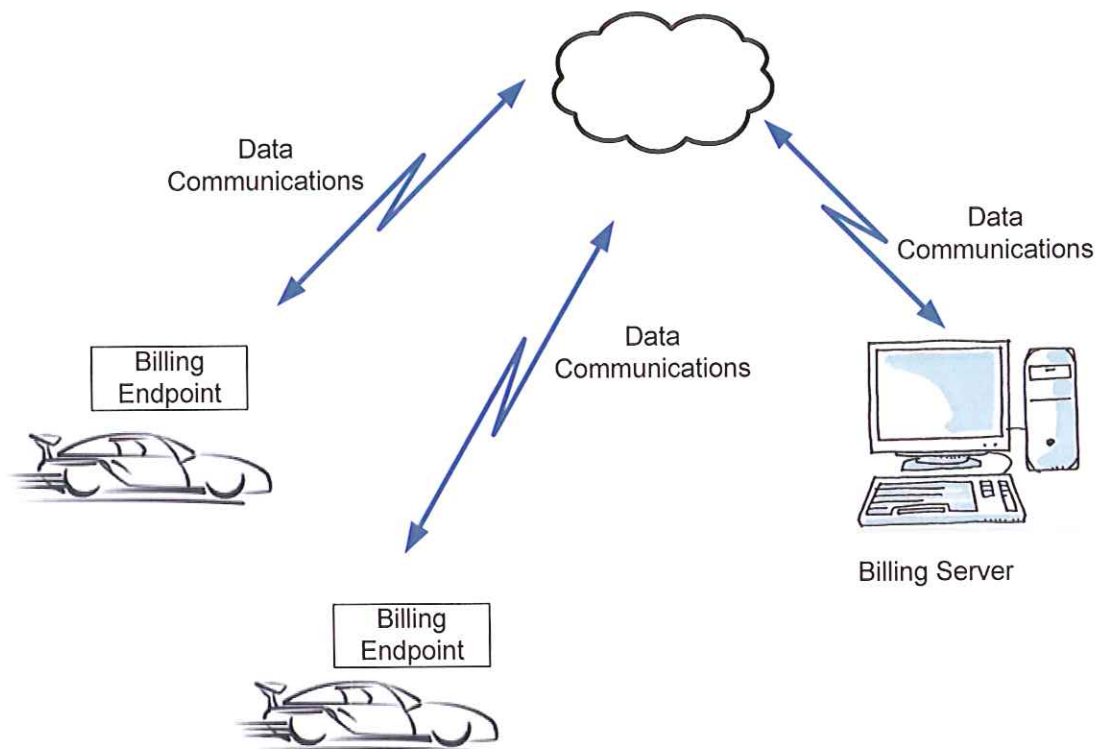 Data
Communications
Data
Communications
Data
Communications
Billing
Endpoint
Billing Server
Billing
Endpoint